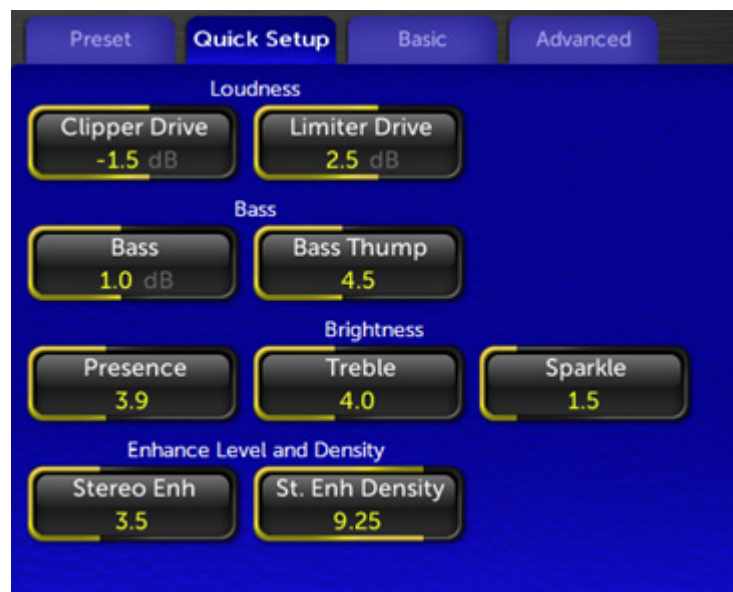 Preset Quick Setup Basic Advanced
Loudness
Clipper Drive Limiter Drive
-1.5 dB 2.5 dB
Bass
Bass Bass Thump
1.0 dB 4.5
Brightness
Presence Treble Sparkle
3.9 4.0 1.5
Enhance Level and Density
Stereo Enh St. Enh Density
3.5 9.25